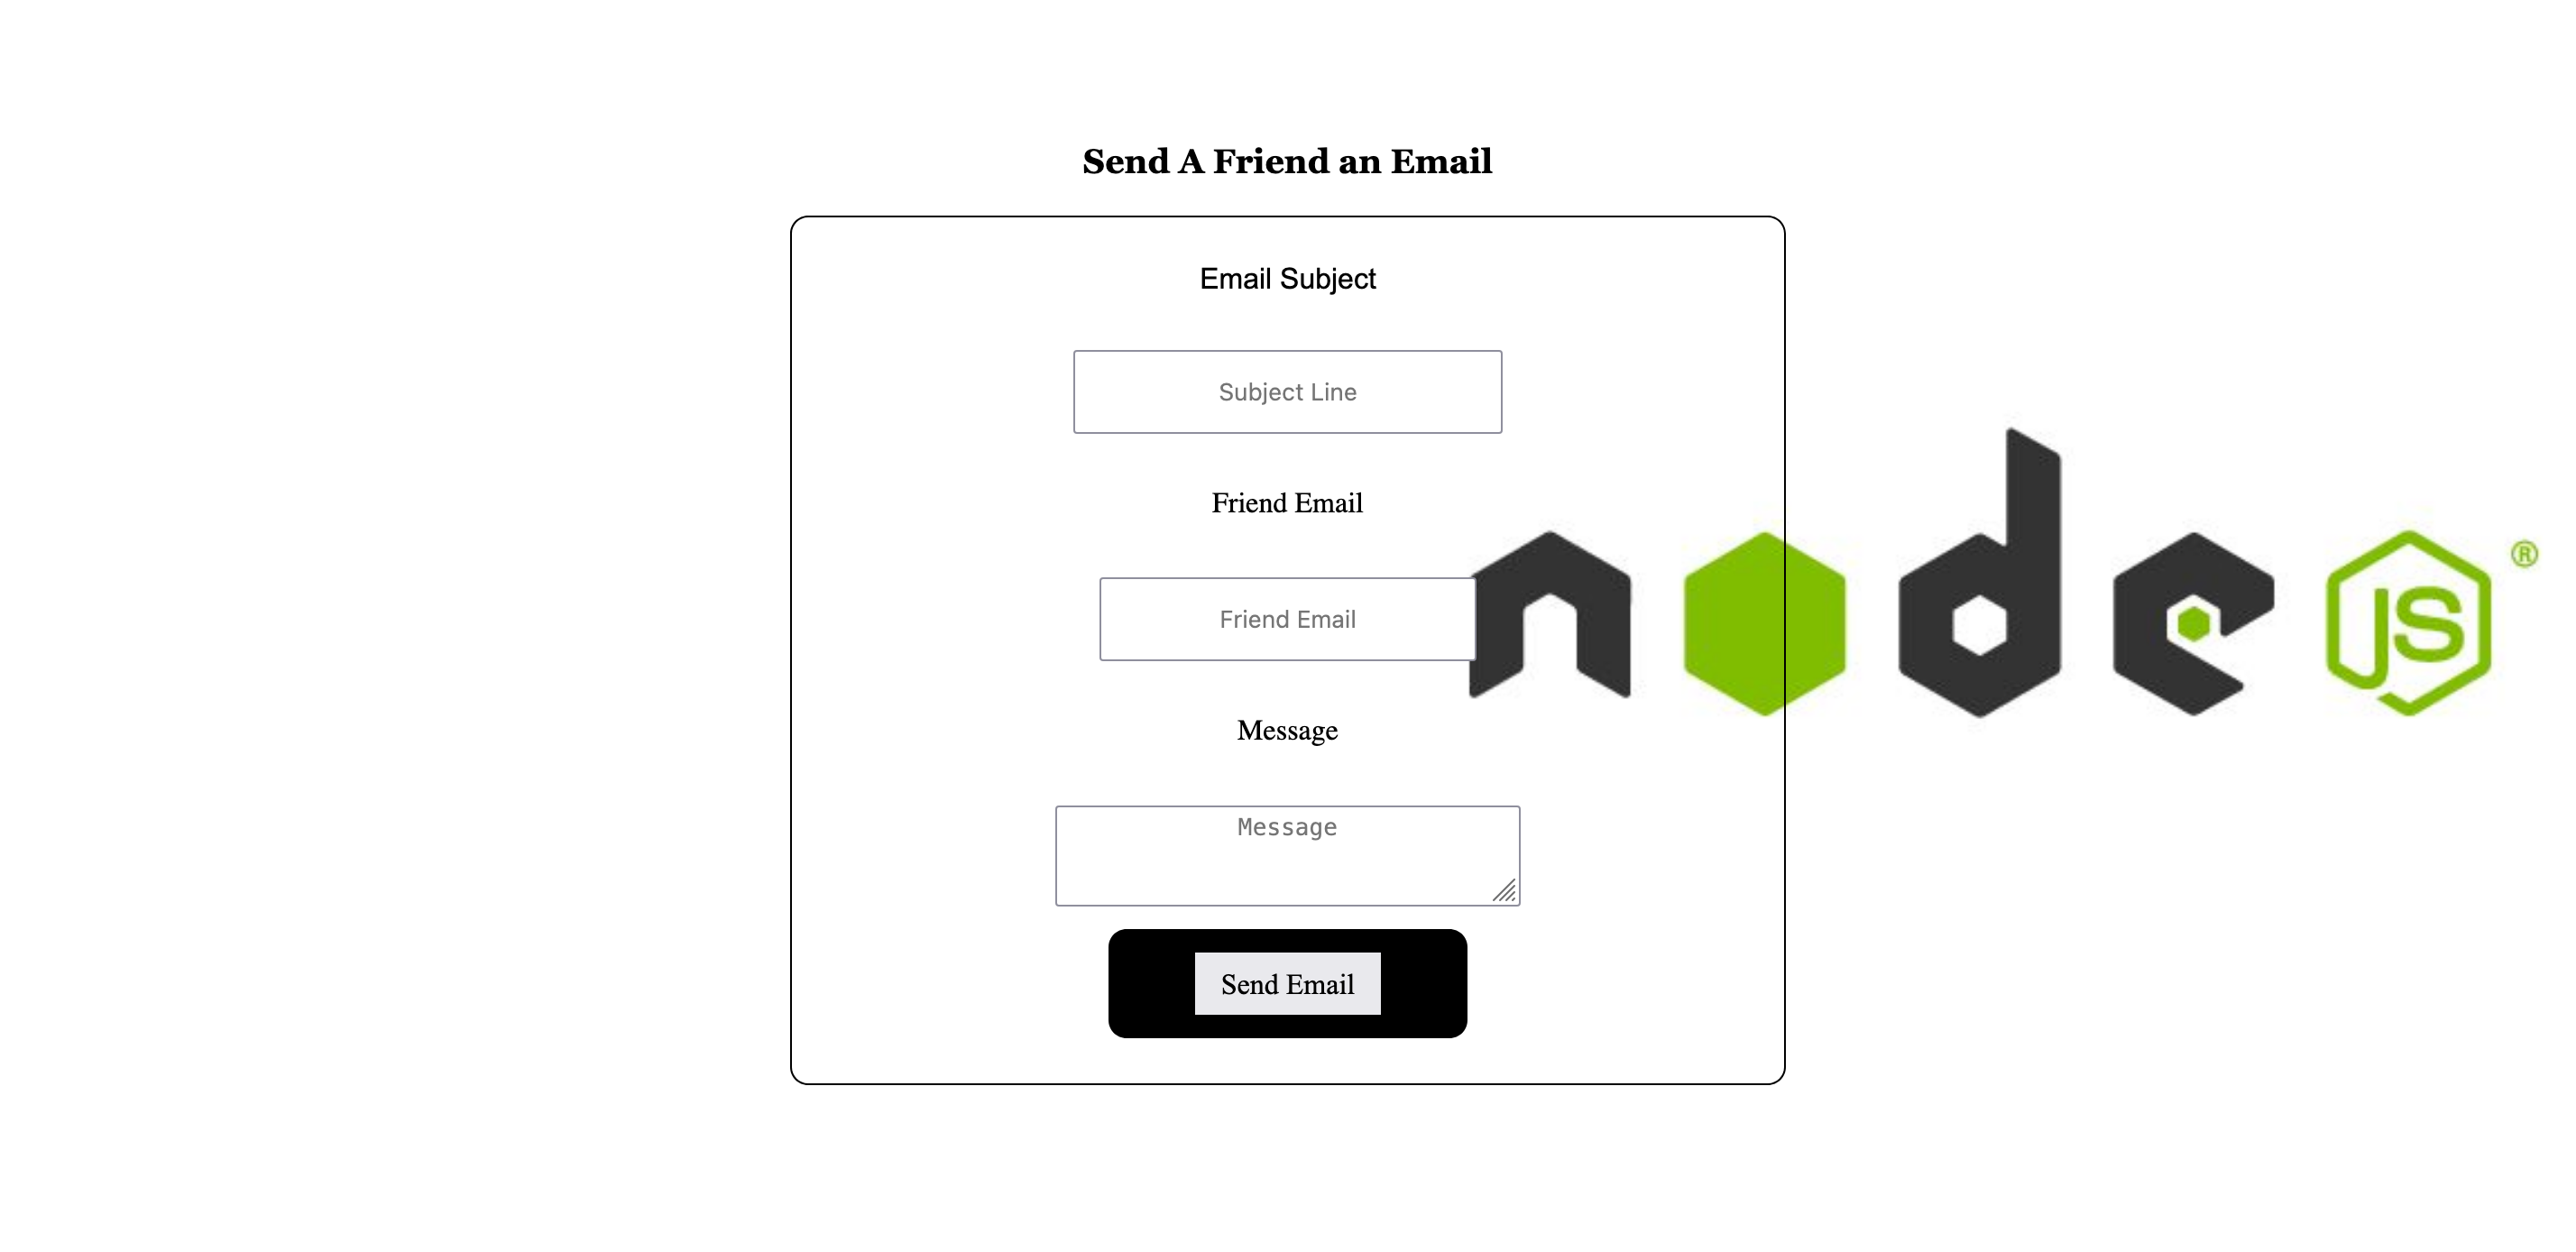 Send A Friend an Email
Email Subject
Subject Line
Friend Email
Friend Email
node JS ®
Message
Message
Send Email